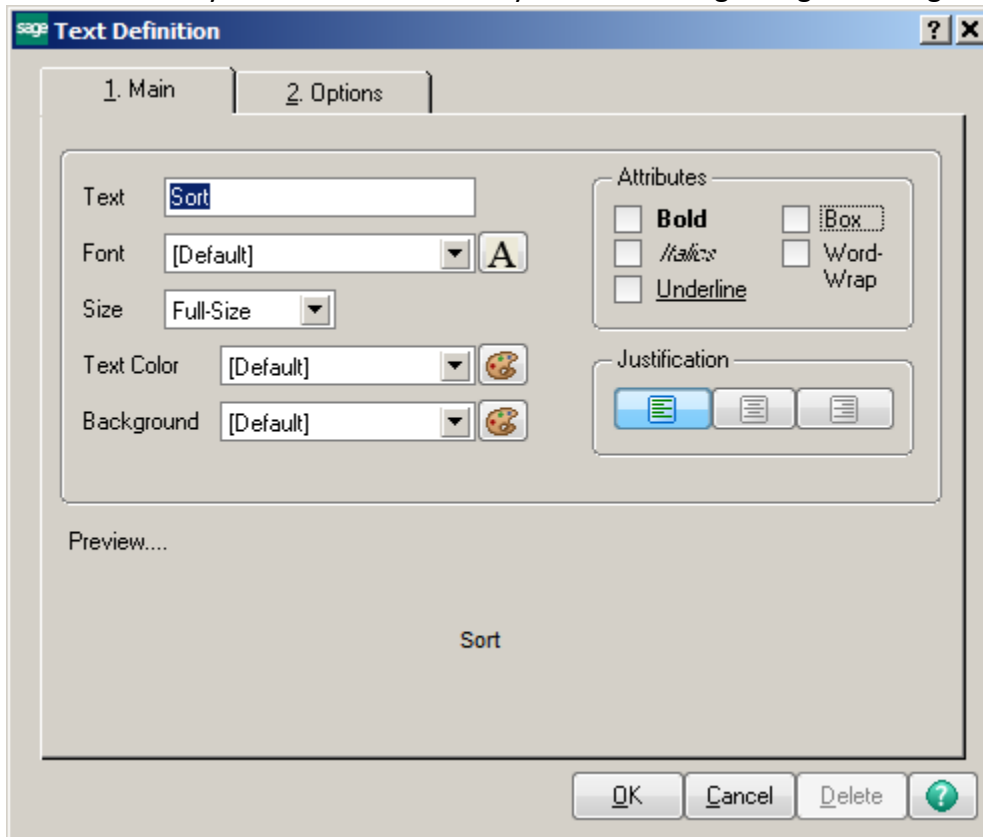 sage Text Definition
1. Main
2. Options
Text
Sort
Font
[Default]
A
Size
Full-Size
Text Color
[Default]
Background
[Default]
Attributes
Bold
Box
Italics
Word-
Wrap
Underline
Justification
Preview....
Sort
OK
Cancel
Delete
?